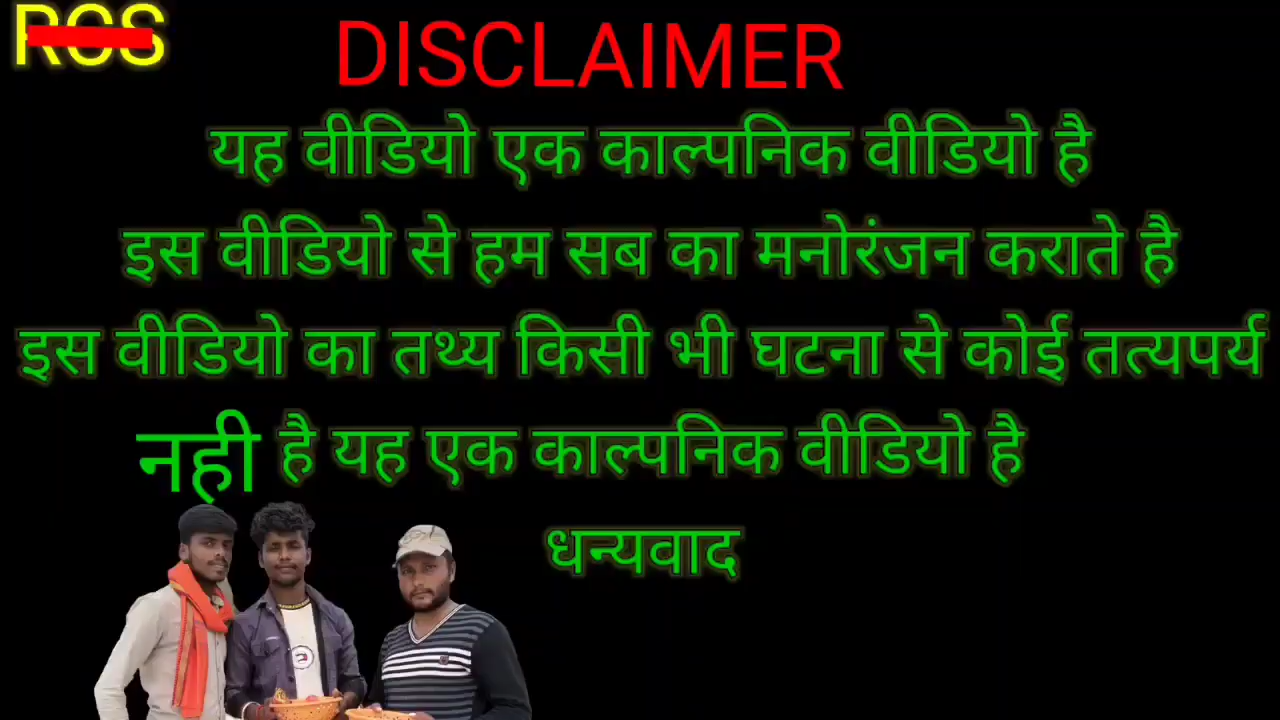 RCS
DISCLAIMER
यह वीडियो एक काल्पनिक वीडियो है
इस वीडियो से हम सब का मनोरंजन कराते है
इस वीडियो का तथ्य किसी भी घटना से कोई तत्यपर्य
नही है यह एक काल्पनिक वीडियो है
धन्यवाद